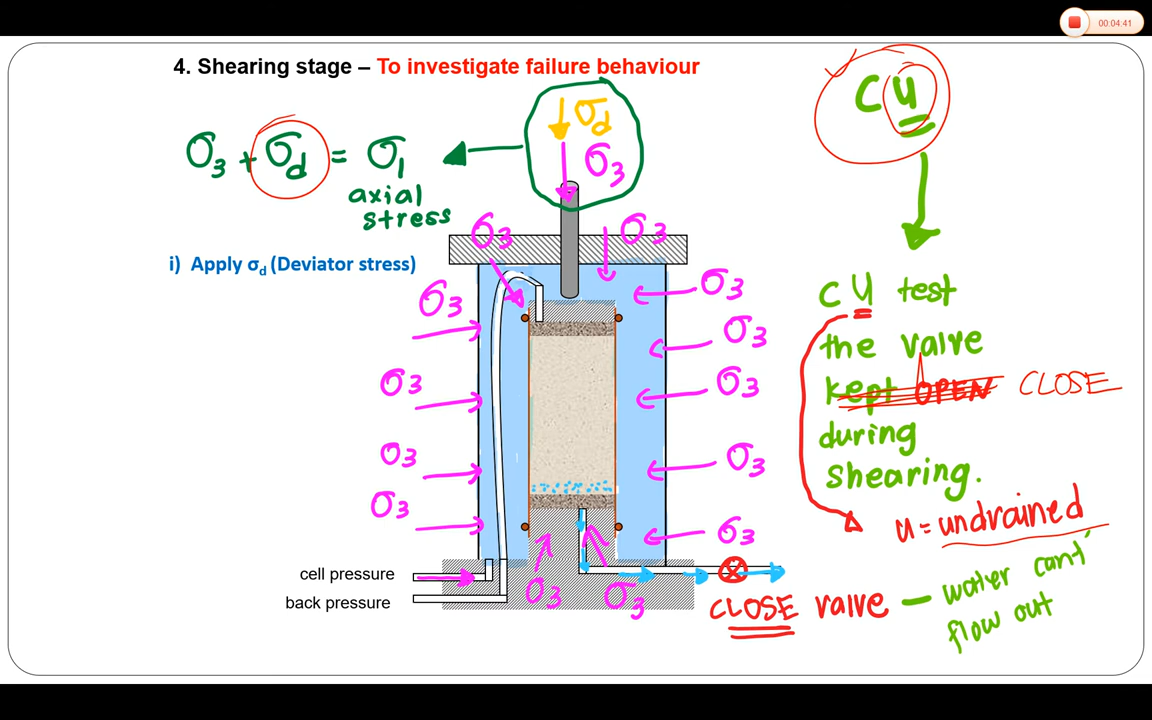 00:04:41
4. Shearing stage – To investigate failure behaviour
CU
σd
σ3
σ3 + σd = σ1
axial
stress
i) Apply σd (Deviator stress)
σ3
σ3
σ3
σ3
σ3
σ3
σ3
σ3
σ3
σ3
σ3
σ3
σ3
CU test
the valve
kept OPEN CLOSE
during
shearing.
u = undrained
cell pressure
back pressure
CLOSE valve – water can't
flow out